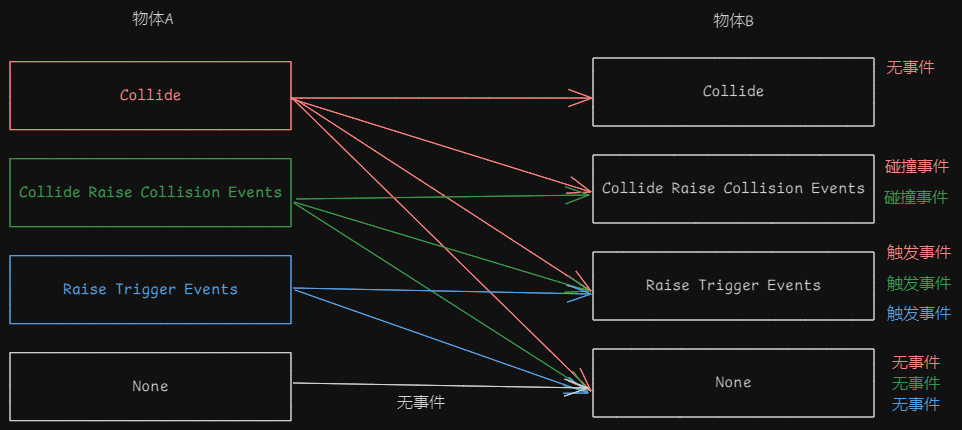 物体A
物体B
Collide
Collide
无事件
Collide Raise Collision Events
Collide Raise Collision Events
碰撞事件
碰撞事件
Raise Trigger Events
Raise Trigger Events
触发事件
触发事件
触发事件
None
None
无事件
无事件
无事件
无事件